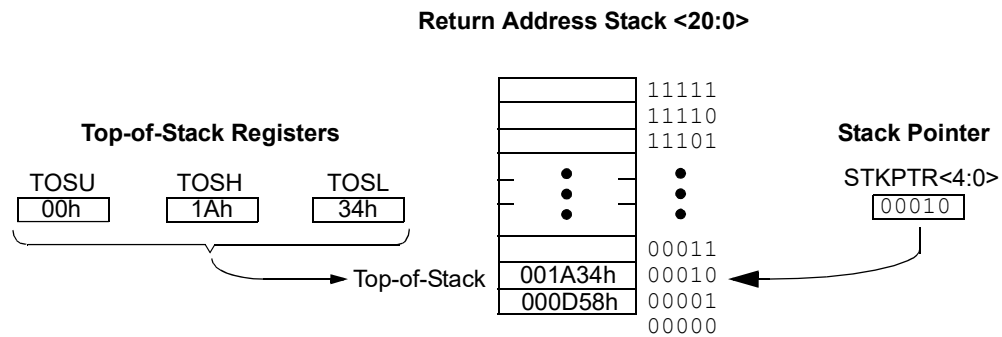 Return Address Stack <20:0>
11111
11110
11101
Top-of-Stack Registers
Stack Pointer
TOSU TOSH TOSL
STKPTR<4:0>
00h 1Ah 34h
00010
00011
Top-of-Stack 001A34h 00010
000D58h 00001
00000